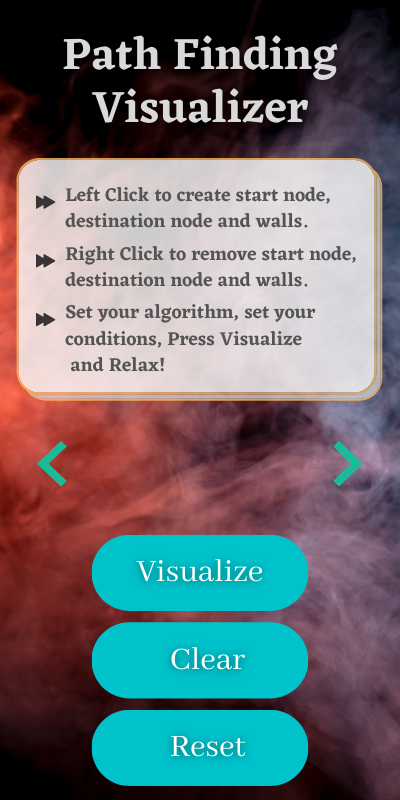 Path Finding
Visualizer
Left Click to create start node,
destination node and walls.
Right Click to remove start node,
destination node and walls.
Set your algorithm, set your
conditions, Press Visualize
and Relax!
Visualize
Clear
Reset